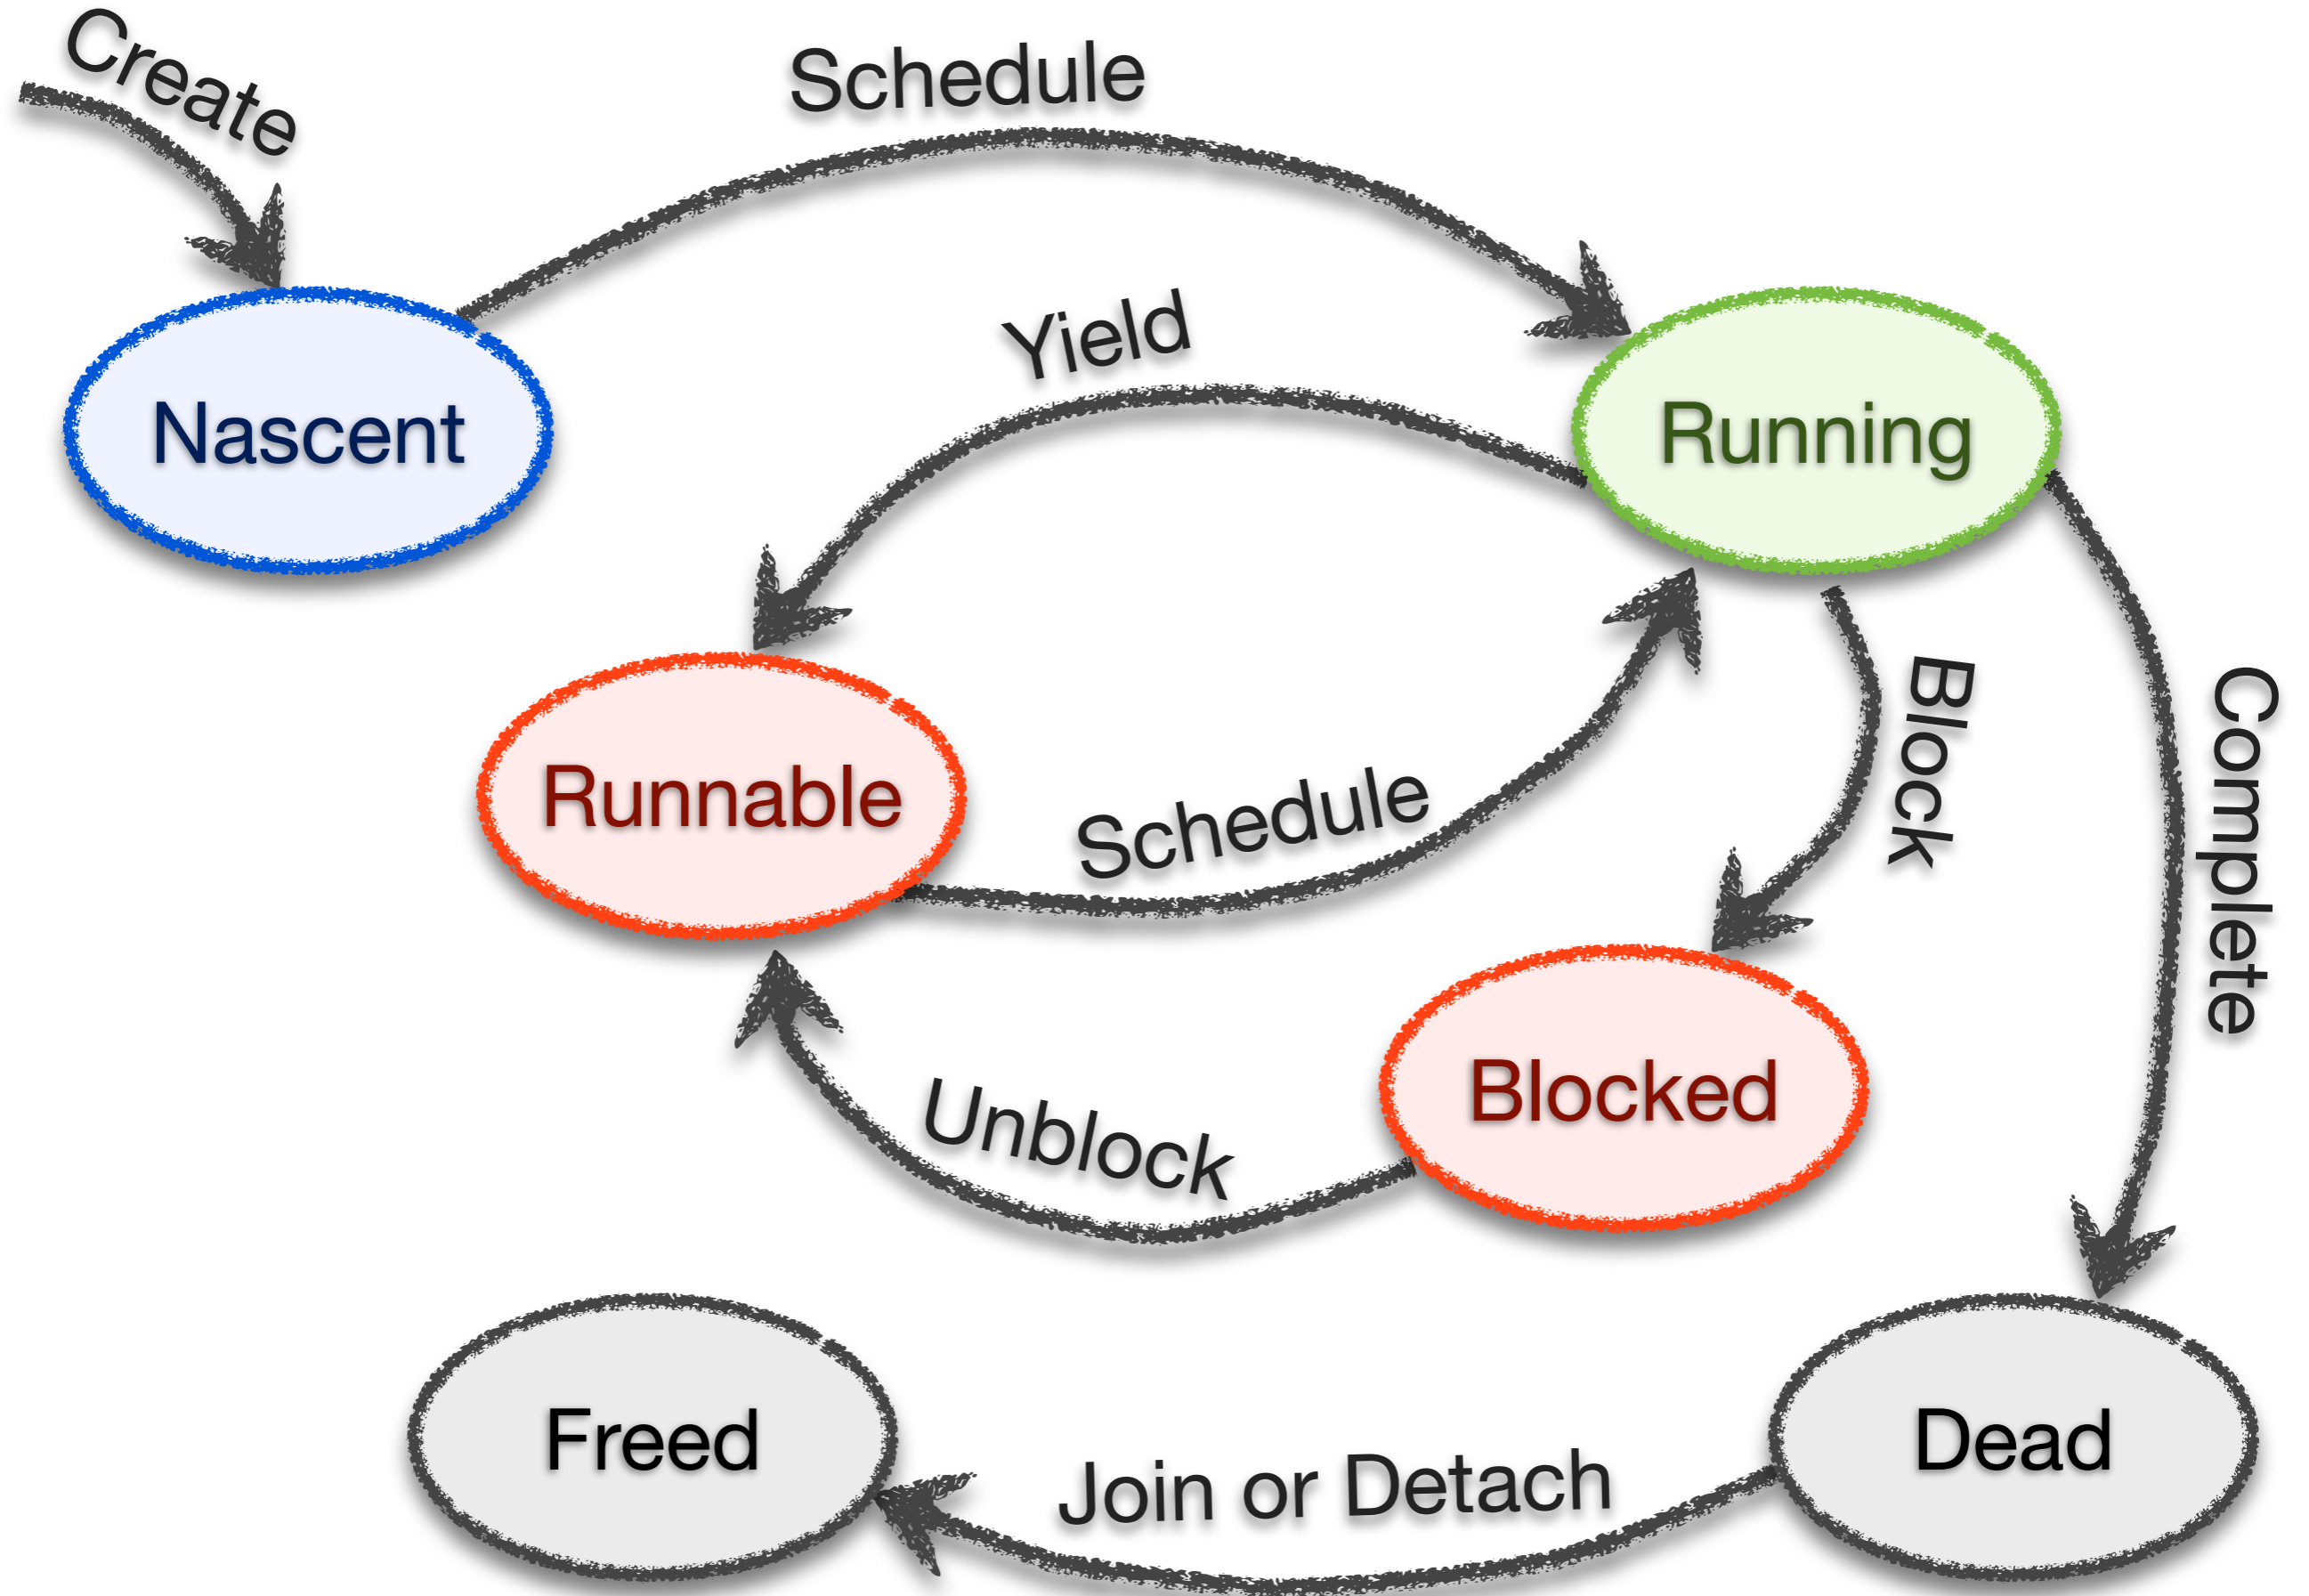 Create
Schedule
Yield
Nascent
Running
Runnable
Schedule
Block
Complete
Blocked
Unblock
Freed
Dead
Join or Detach